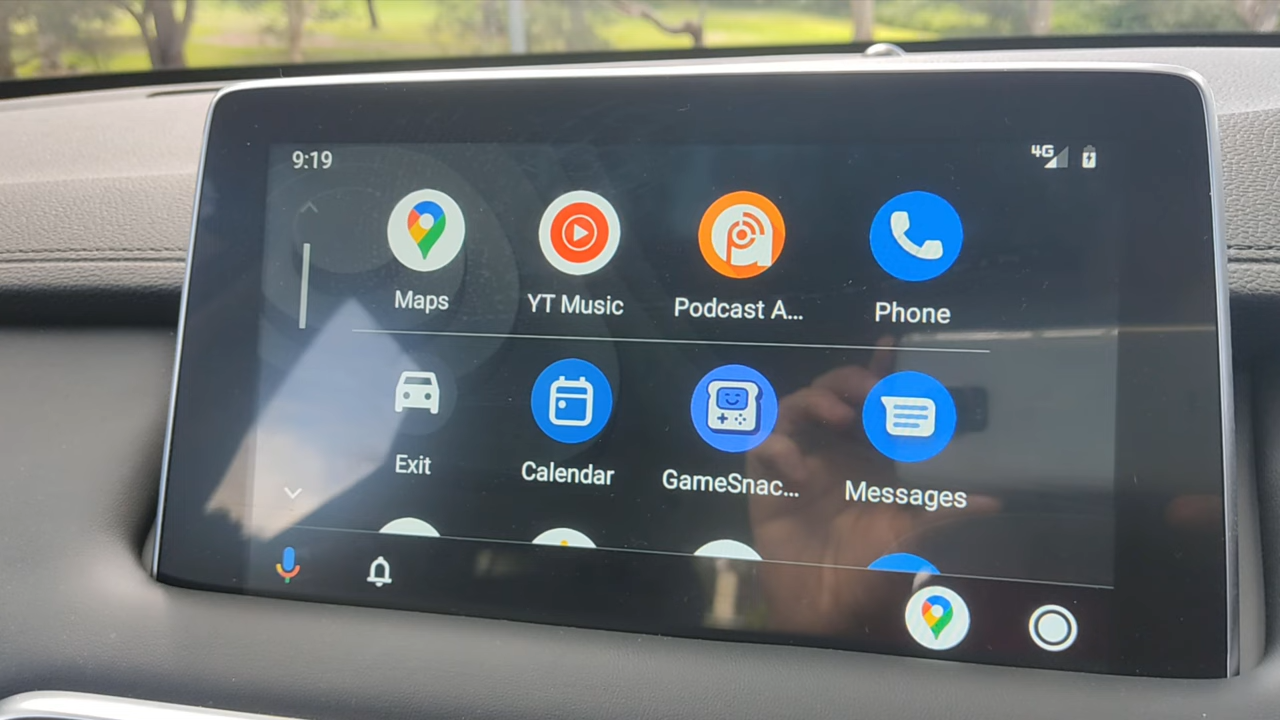 9:19
4G
Maps
YT Music
Podcast A...
Phone
Exit
Calendar
GameSnac...
Messages